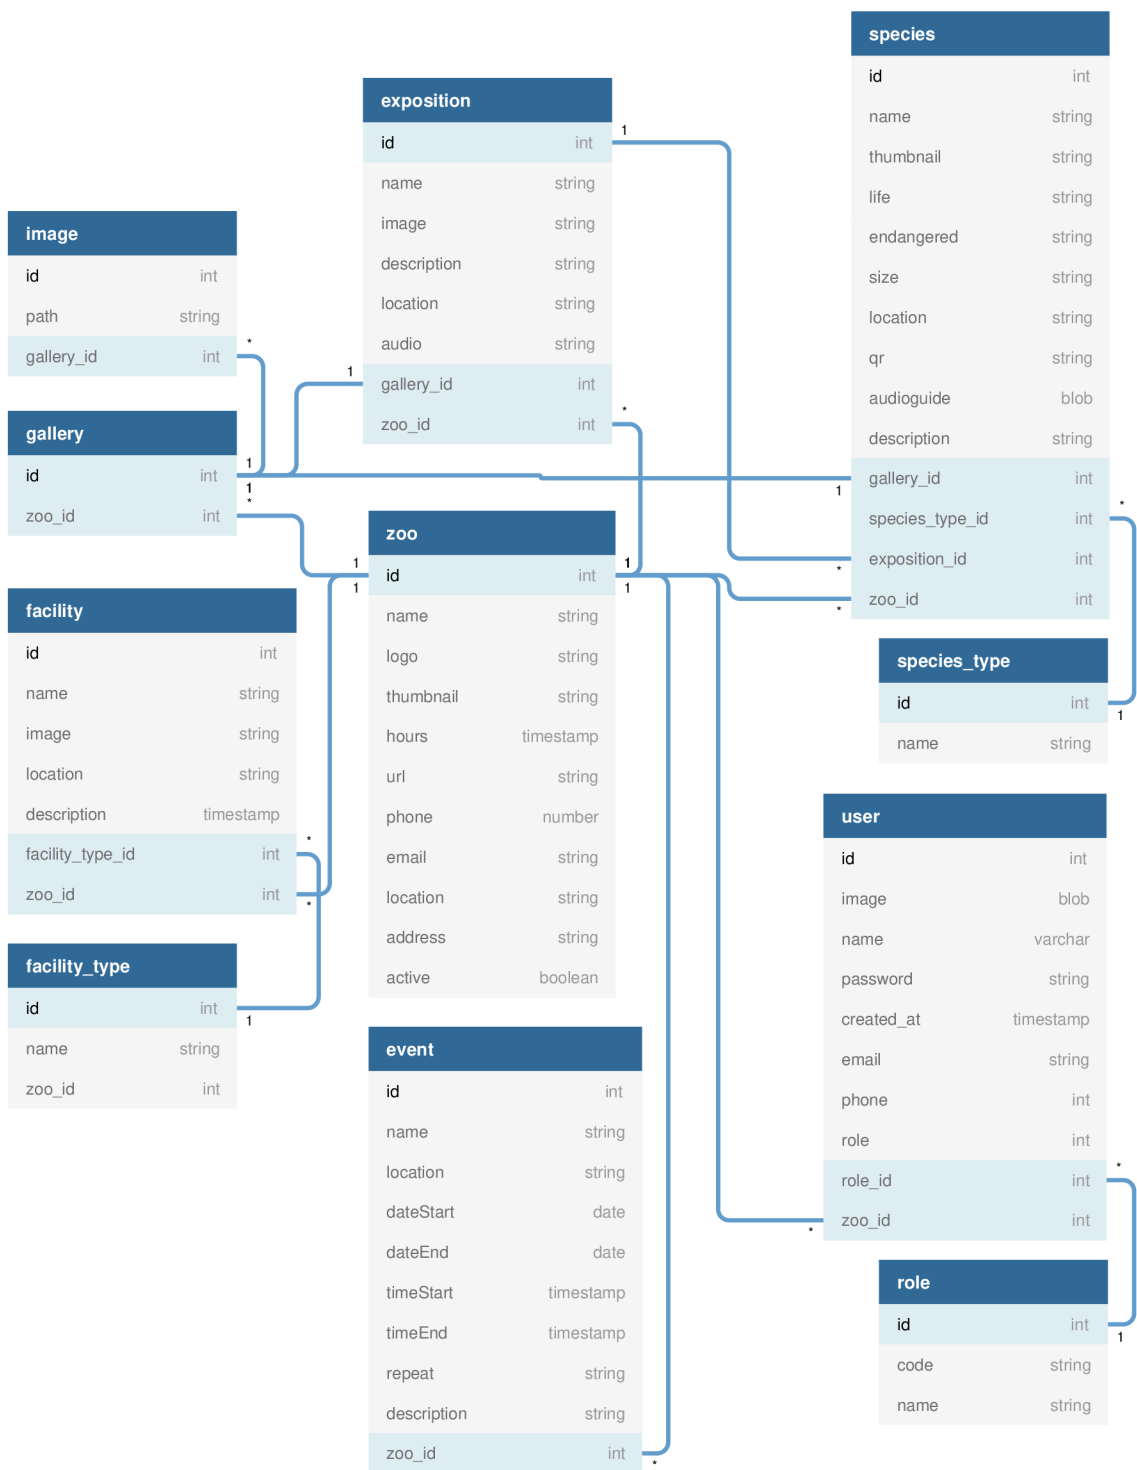 species
id int
name string
thumbnail string
life string
endangered string
size string
location string
qr string
audioguide blob
description string
gallery_id int
species_type_id int
exposition_id int
zoo_id int
1
*
1
*
*
exposition
id int
name string
image string
description string
location string
audio string
gallery_id int
zoo_id int
1
1
*
image
id int
path string
gallery_id int
*
gallery
id int
zoo_id int
1
1
*
zoo
id int
name string
logo string
thumbnail string
hours timestamp
url string
phone number
email string
location string
address string
active boolean
1
1
1
1
facility
id int
name string
image string
location string
description timestamp
facility_type_id int
zoo_id int
*
*
species_type
id int
name string
1
user
id int
image blob
name varchar
password string
created_at timestamp
email string
phone int
role int
role_id int
zoo_id int
*
*
facility_type
id int
name string
zoo_id int
1
event
id int
name string
location string
dateStart date
dateEnd date
timeStart timestamp
timeEnd timestamp
repeat string
description string
zoo_id int
*
role
id int
code string
name string
1